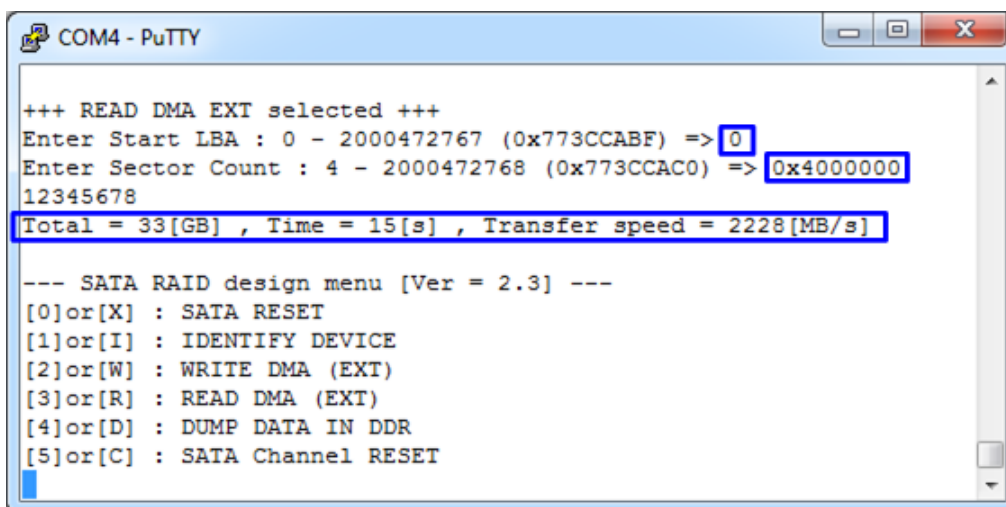 COM4 - PuTTY
+++ READ DMA EXT selected +++
Enter Start LBA : 0 - 2000472767 (0x773CCABF) => 0
Enter Sector Count : 4 - 2000472768 (0x773CCAC0) => 0x4000000
12345678
Total = 33[GB] , Time = 15[s] , Transfer speed = 2228[MB/s]
--- SATA RAID design menu [Ver = 2.3] ---
[0]or[X] : SATA RESET
[1]or[I] : IDENTIFY DEVICE
[2]or[W] : WRITE DMA (EXT)
[3]or[R] : READ DMA (EXT)
[4]or[D] : DUMP DATA IN DDR
[5]or[C] : SATA Channel RESET